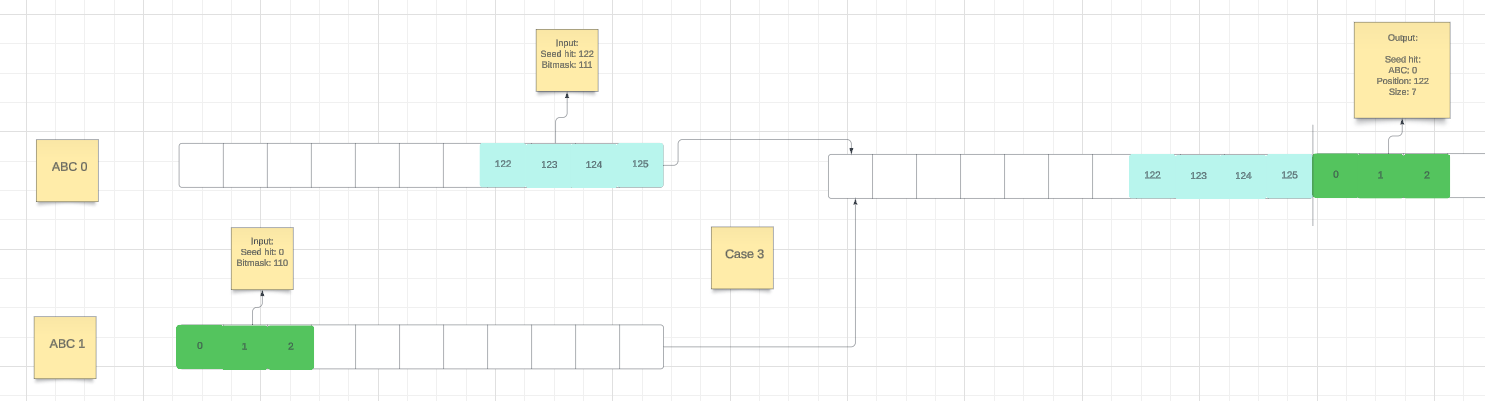 Input:
Seed hit: 122
Bitmask: 111
Output:
Seed hit:
ABC: 0
Position: 122
Size: 7
ABC 0
122 123 124 125
122 123 124 125 0 1 2
Input:
Seed hit: 0
Bitmask: 110
Case 3
ABC 1
0 1 2